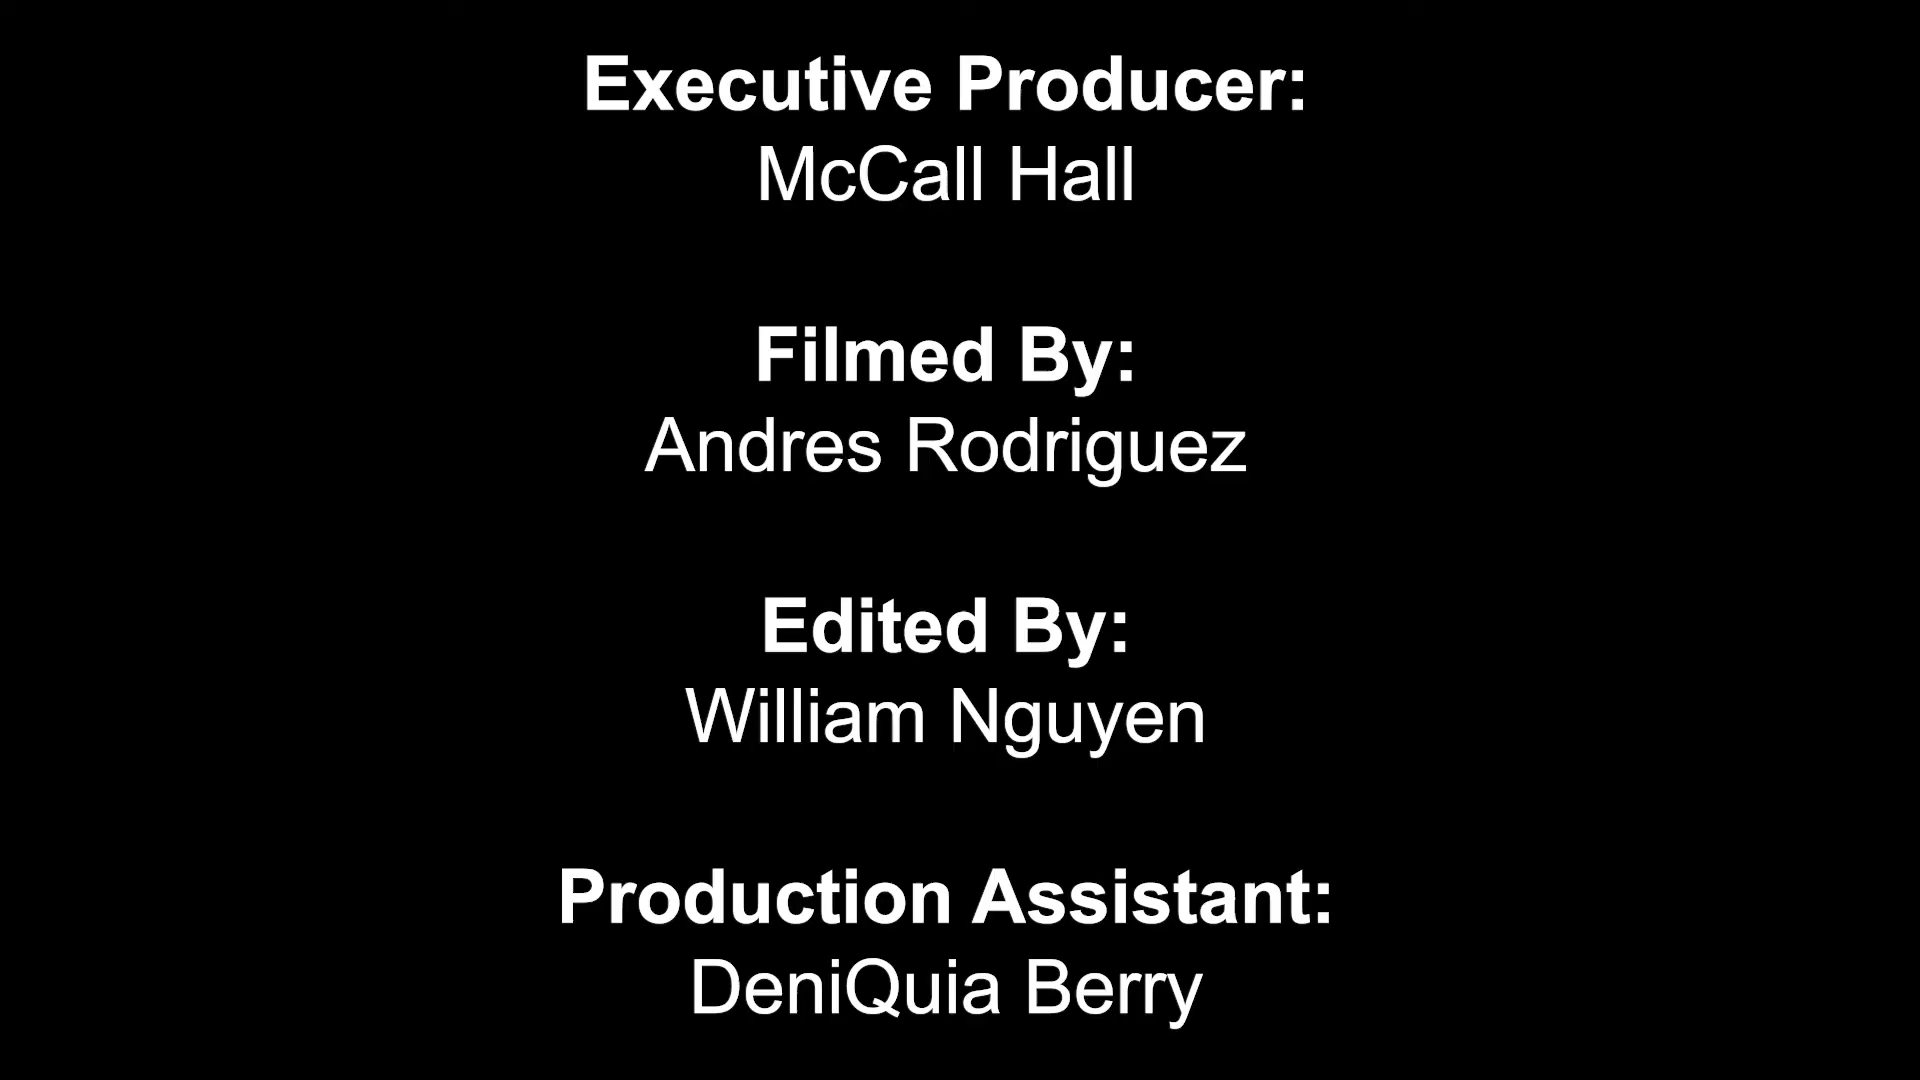 Executive Producer:
McCall Hall
Filmed By:
Andres Rodriguez
Edited By:
William Nguyen
Production Assistant:
DeniQuia Berry